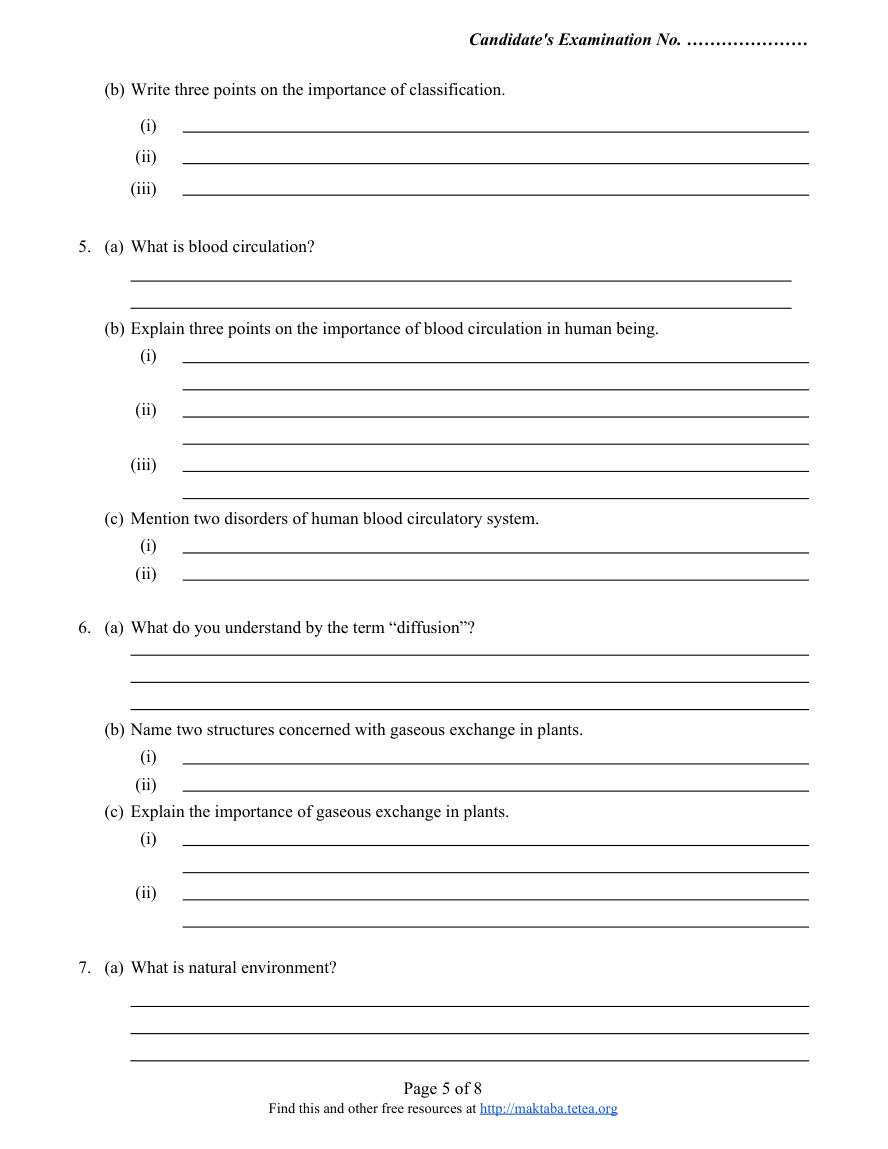 Candidate's Examination No. …………………
(b) Write three points on the importance of classification.
(i)
(ii)
(iii)
5. (a) What is blood circulation?
(b) Explain three points on the importance of blood circulation in human being.
(i)
(ii)
(iii)
(c) Mention two disorders of human blood circulatory system.
(i)
(ii)
6. (a) What do you understand by the term “diffusion”?
(b) Name two structures concerned with gaseous exchange in plants.
(i)
(ii)
(c) Explain the importance of gaseous exchange in plants.
(i)
(ii)
7. (a) What is natural environment?
Page 5 of 8
Find this and other free resources at http://maktaba.tetea.org